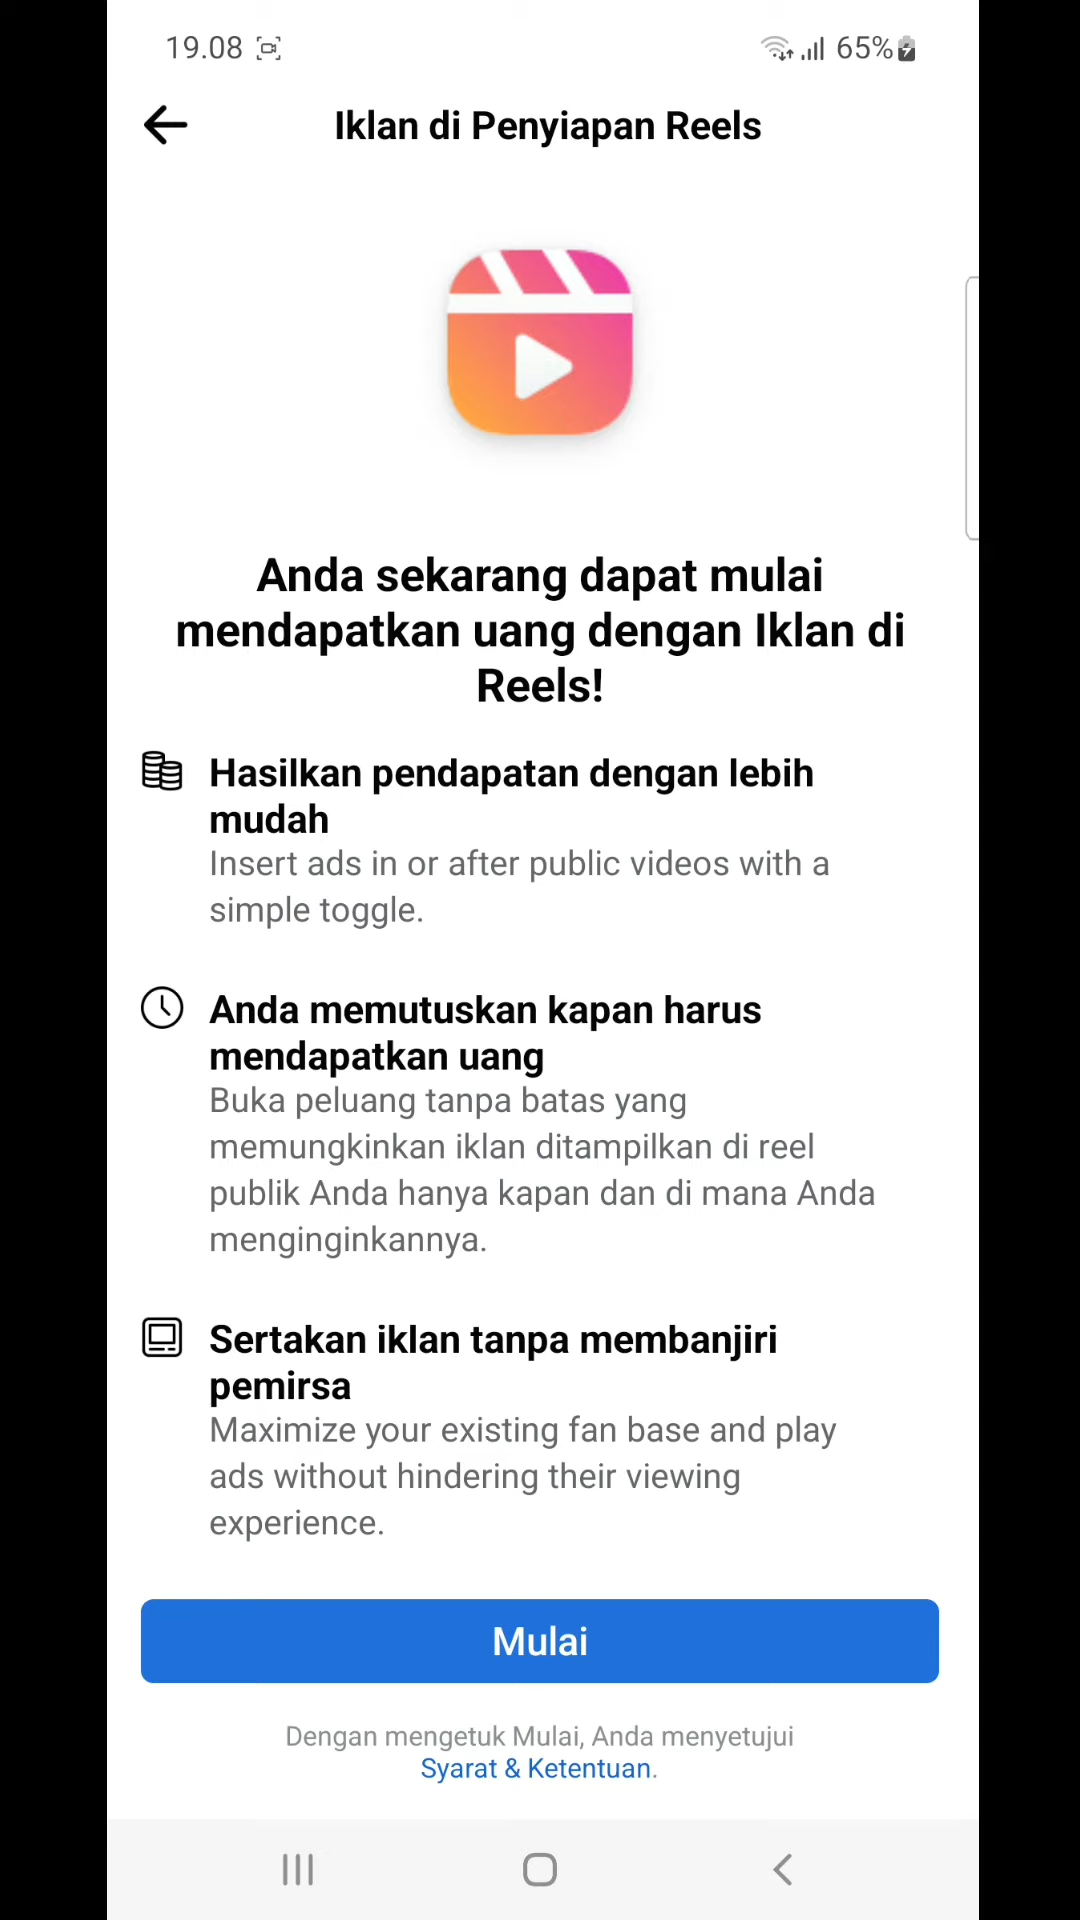 19.08
65%
Iklan di Penyiapan Reels
Anda sekarang dapat mulai
mendapatkan uang dengan Iklan di
Reels!
Hasilkan pendapatan dengan lebih
mudah
Insert ads in or after public videos with a
simple toggle.
Anda memutuskan kapan harus
mendapatkan uang
Buka peluang tanpa batas yang
memungkinkan iklan ditampilkan di reel
publik Anda hanya kapan dan di mana Anda
menginginkannya.
Sertakan iklan tanpa membanjiri
pemirsa
Maximize your existing fan base and play
ads without hindering their viewing
experience.
Mulai
Dengan mengetuk Mulai, Anda menyetujui
Syarat & Ketentuan.